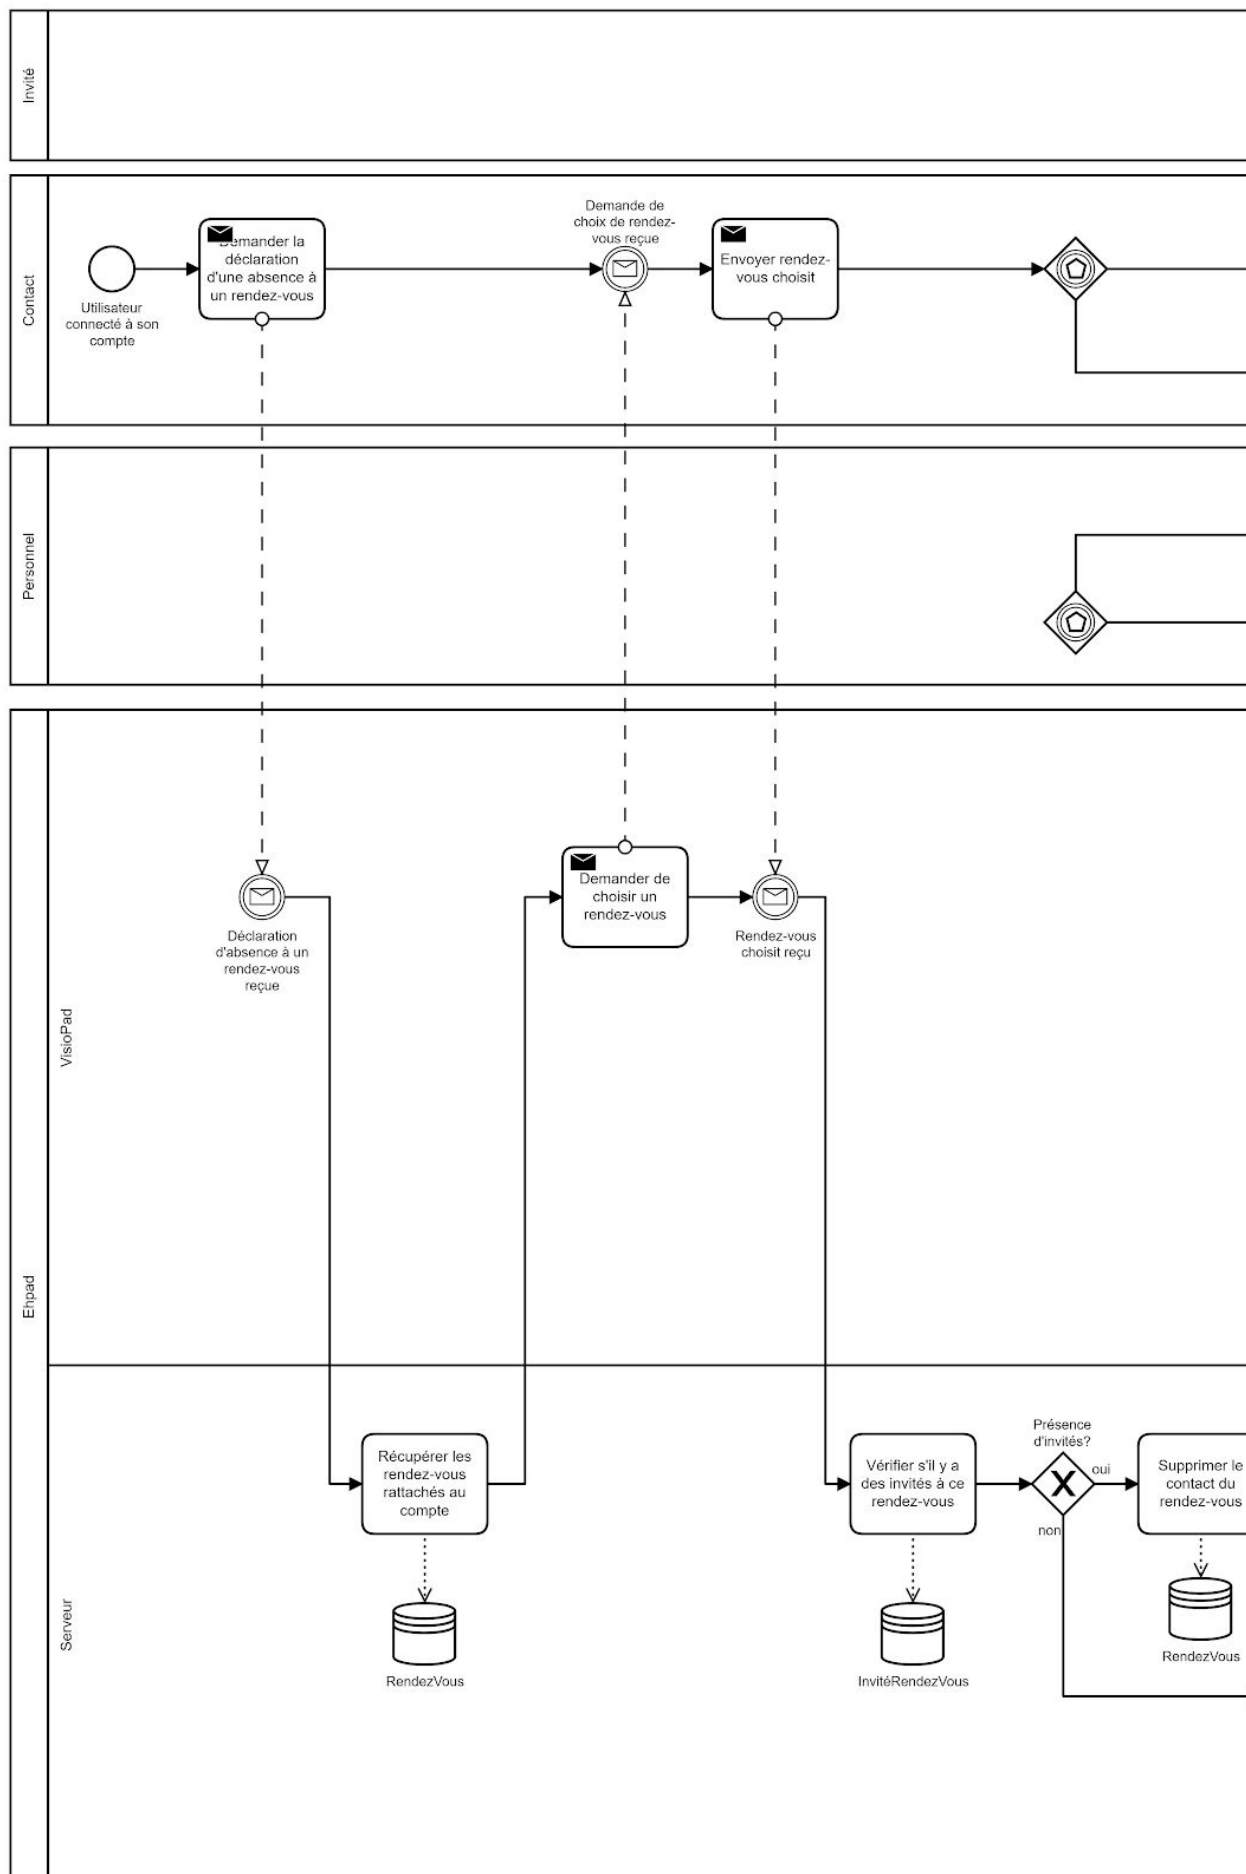 Invité
Contact
Utilisateur
connecté à son
compte
Demander la
déclaration
d'une absence à
un rendez-vous
Demande de
choix de rendez-
vous reçue
Envoyer rendez-
vous choisit
Personnel
Ehpad
VisioPad
Déclaration
d'absence à un
rendez-vous
reçue
Demander de
choisir un
rendez-vous
Rendez-vous
choisit reçu
Serveur
Récupérer les
rendez-vous
rattachés au
compte
RendezVous
Vérifier s'il y a
des invités à ce
rendez-vous
InvitéRendezVous
Présence
d'invités?
oui
non
Supprimer le
contact du
rendez-vous
RendezVous